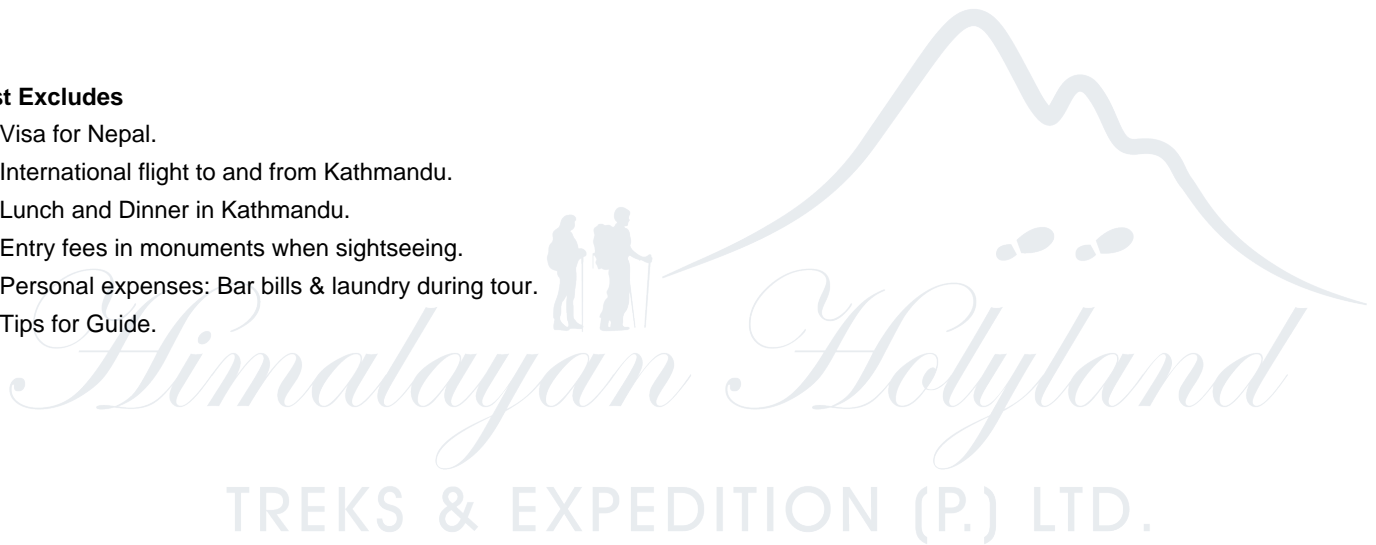 st Excludes
Visa for Nepal.
International flight to and from Kathmandu.
Lunch and Dinner in Kathmandu.
Entry fees in monuments when sightseeing.
Personal expenses: Bar bills & laundry during tour.
Tips for Guide.
Himalayan Holyland
TREKS & EXPEDITION (P.) LTD.